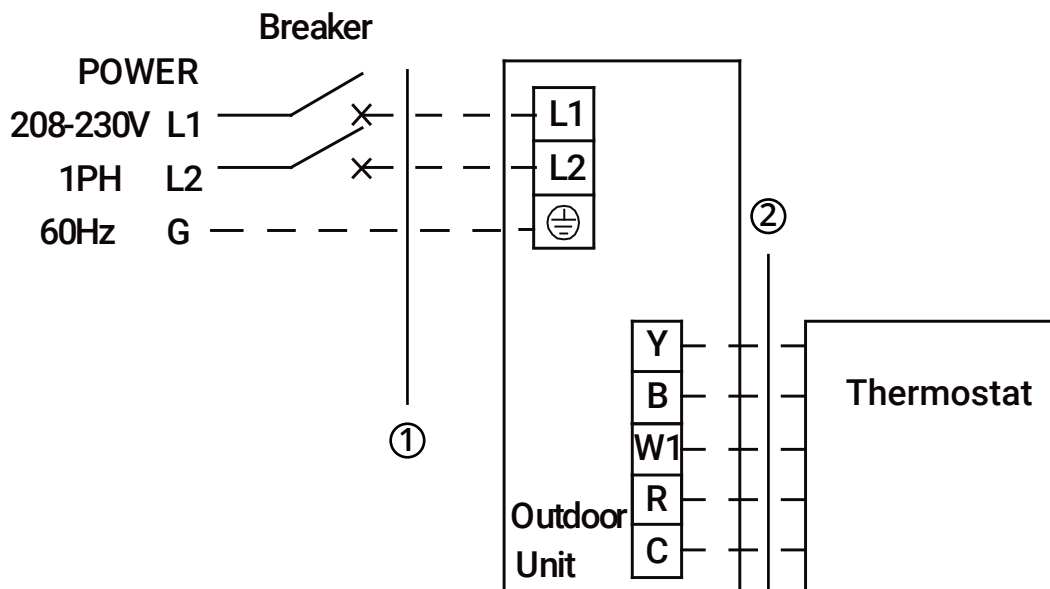 Breaker
POWER
208-230V L1
1PH L2
60Hz G
L1
L2
①
②
Y
B
W1
R
C
Outdoor
Unit
Thermostat